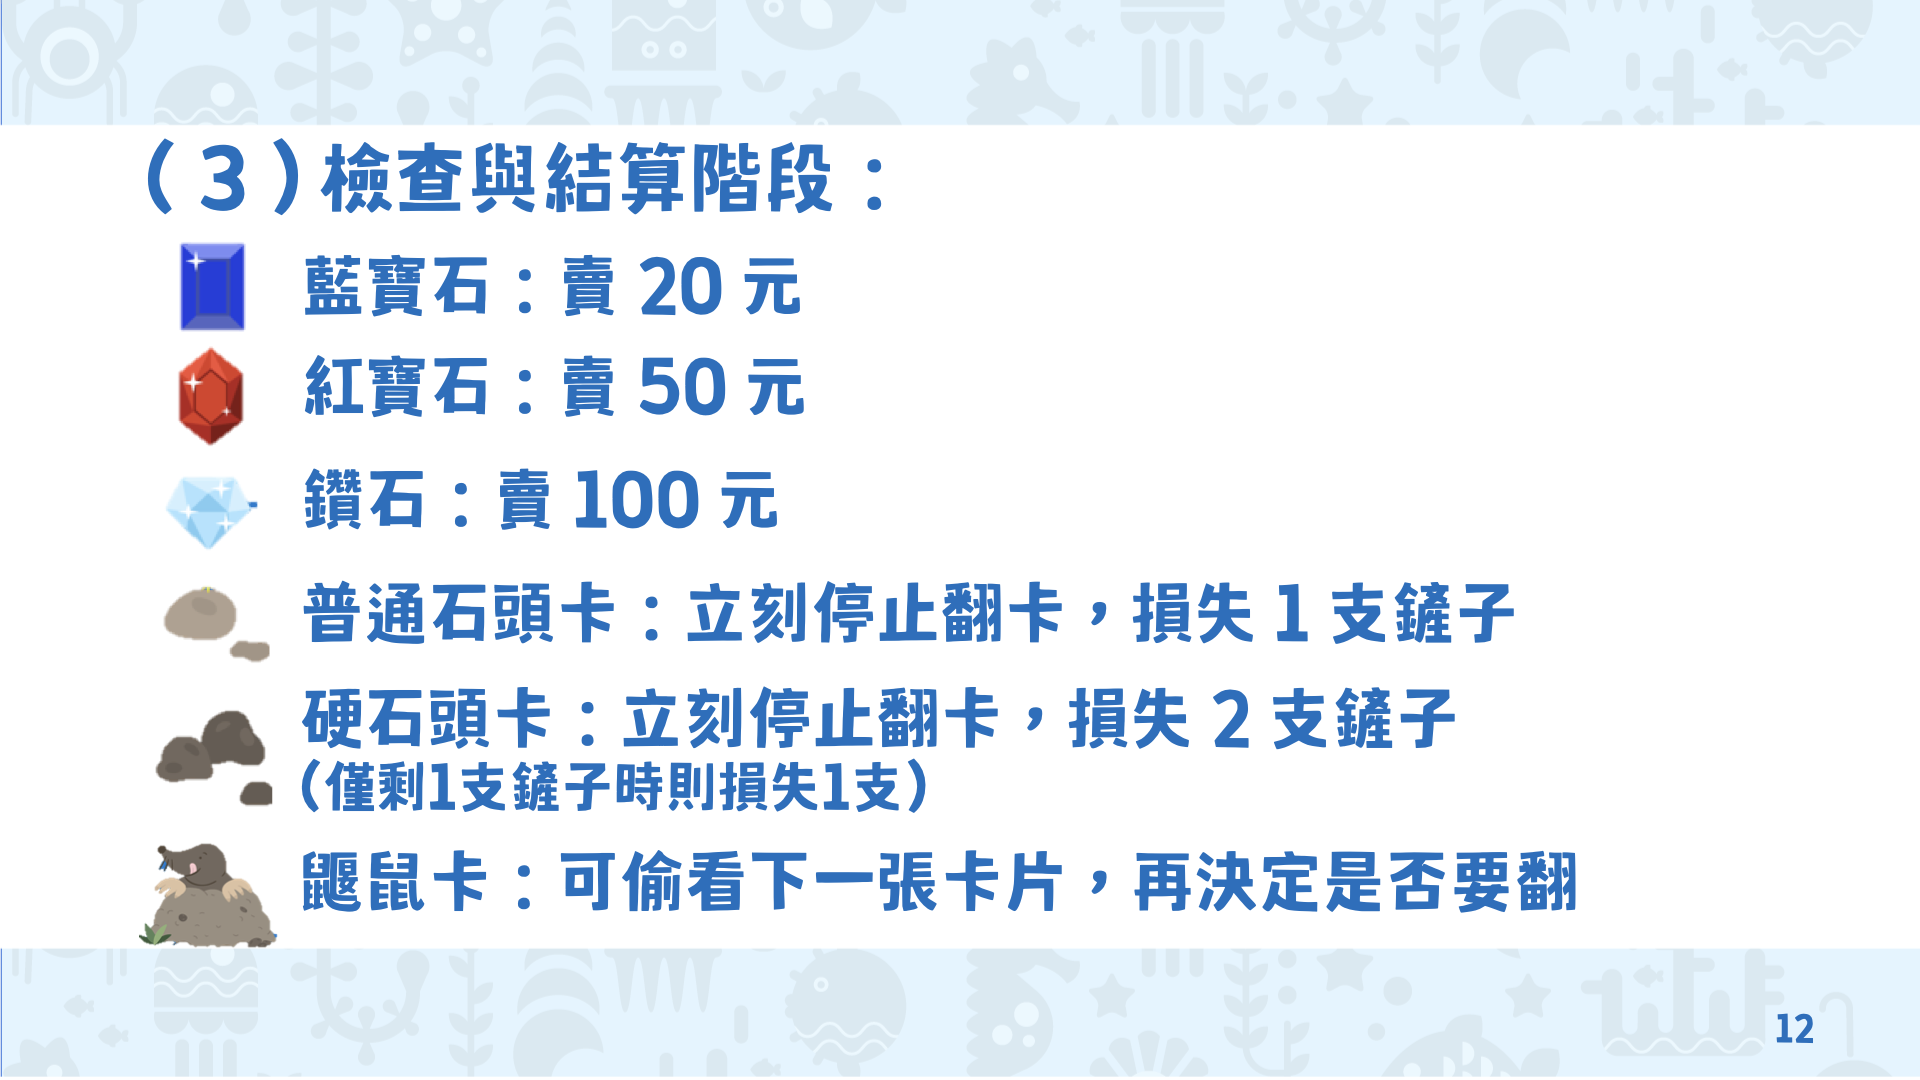 （3）檢查與結算階段：
藍寶石：賣 20 元
紅寶石：賣 50 元
鑽石：賣 100 元
普通石頭卡：立刻停止翻卡，損失 1 支鏟子
硬石頭卡：立刻停止翻卡，損失 2 支鏟子
（僅剩1支鏟子時則損失1支）
鼴鼠卡：可偷看下一張卡片，再決定是否要翻
12